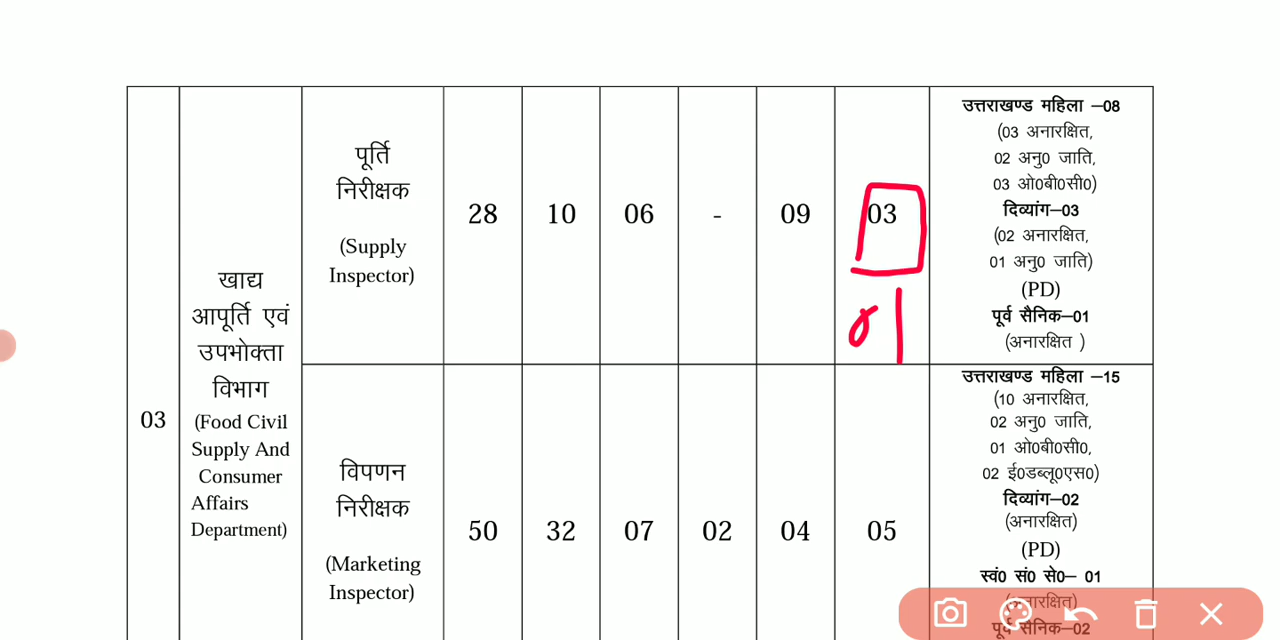 03
खाद्य
आपूर्ति एवं
उपभोक्ता
विभाग
(Food Civil
Supply And
Consumer
Affairs
Department)
पूर्ति
निरीक्षक
(Supply
Inspector)
28 10 06 - 09 03
01
उत्तराखण्ड महिला –08
(03 अनारक्षित,
02 अनु0 जाति,
03 ओ0बी0सी0)
दिव्यांग–03
(02 अनारक्षित,
01 अनु0 जाति)
(PD)
पूर्व सैनिक–01
(अनारक्षित )
विपणन
निरीक्षक
(Marketing
Inspector)
50 32 07 02 04 05
उत्तराखण्ड महिला –15
(10 अनारक्षित,
02 अनु0 जाति,
01 ओ0बी0सी0,
02 ई0डब्लू0एस0)
दिव्यांग–02
(अनारक्षित)
(PD)
स्वं0 सं0 से0– 01
(अनारक्षित)
पूर्व सैनिक–02